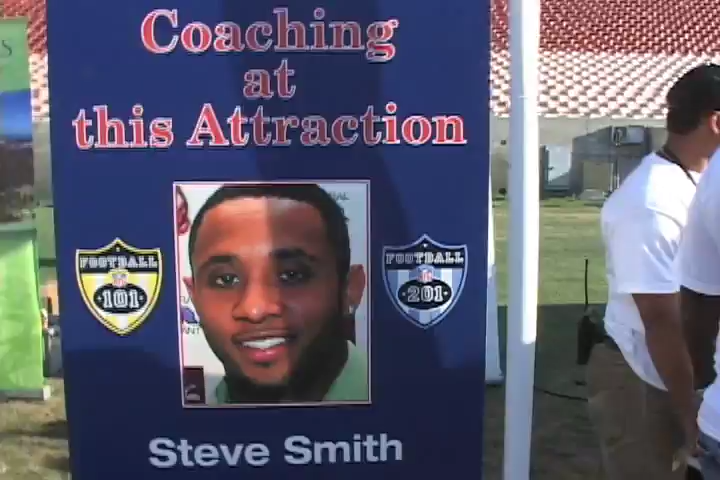 Coaching
at
this Attraction
FOOTBALL
101
FOOTBALL
201
Steve Smith